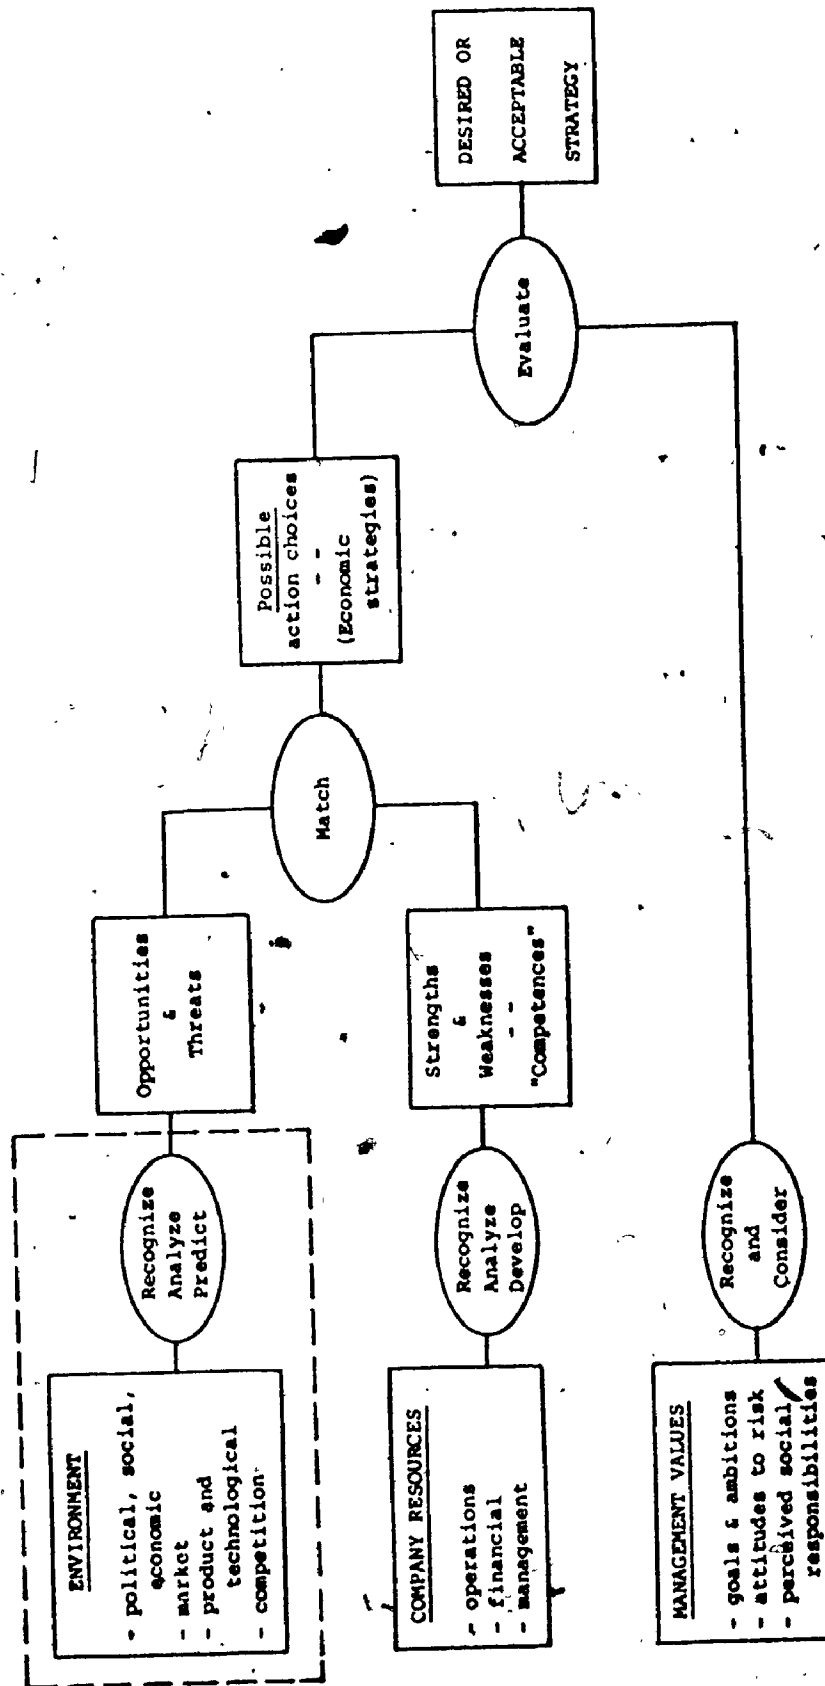 ENVIRONMENT
- political, social,
economic
- market
- product and
technological
- competition
Recognize
Analyze
Predict
Opportunities
&
Threats
COMPANY RESOURCES
- operations
- financial
- management
Recognize
Analyze
Develop
Strengths
&
Weaknesses
- -
"Competences"
Match
Possible
action choices
- -
(Economic
strategies)
MANAGEMENT VALUES
- goals & ambitions
- attitudes to risk
- perceived social
responsibilities
Recognize
and
Consider
Evaluate
DESIRED OR
ACCEPTABLE
STRATEGY